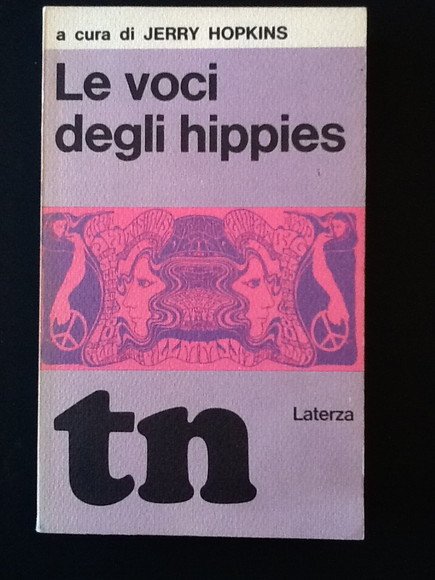 a cura di JERRY HOPKINS
Le voci
degli hippies
tn
Laterza